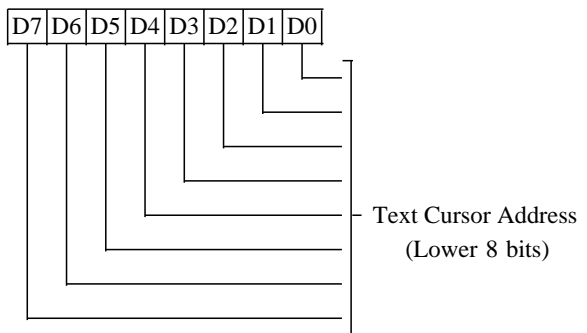 D7 D6 D5 D4 D3 D2 D1 D0
Text Cursor Address
(Lower 8 bits)